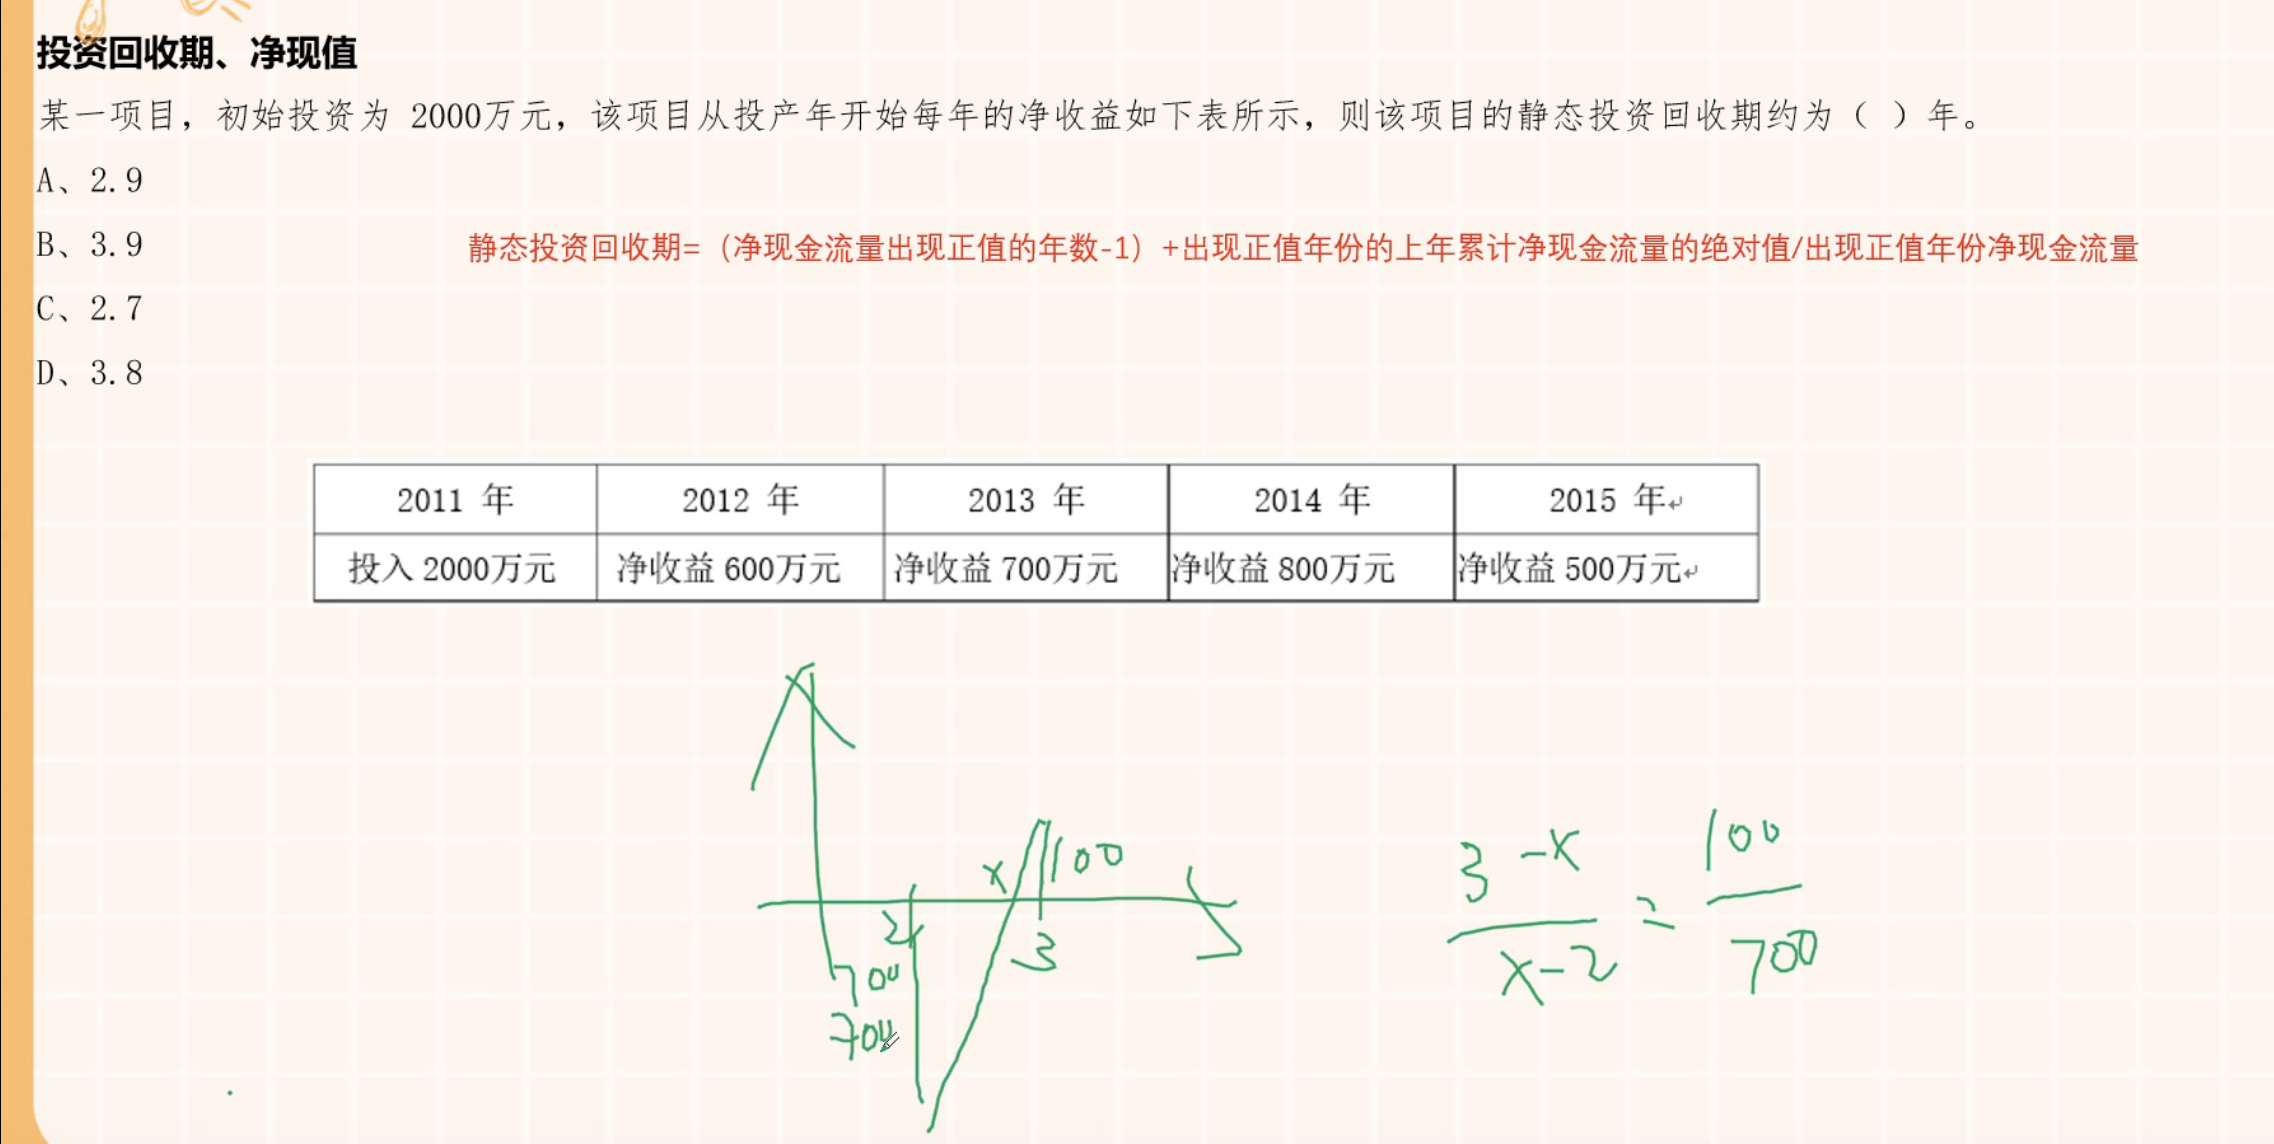 投资回收期、净现值
某一项目，初始投资为 2000万元，该项目从投产年开始每年的净收益如下表所示，则该项目的静态投资回收期约为（ ）年。
A、2.9
B、3.9
静态投资回收期=（净现金流量出现正值的年数-1）+出现正值年份的上年累计净现金流量的绝对值/出现正值年份净现金流量
C、2.7
D、3.8
2011 年 2012 年 2013 年 2014 年 2015 年↵
投入 2000万元 净收益 600万元 净收益 700万元 净收益 800万元 净收益 500万元↵
x 100
2 3
700
700
3-x = 100
x-2 700